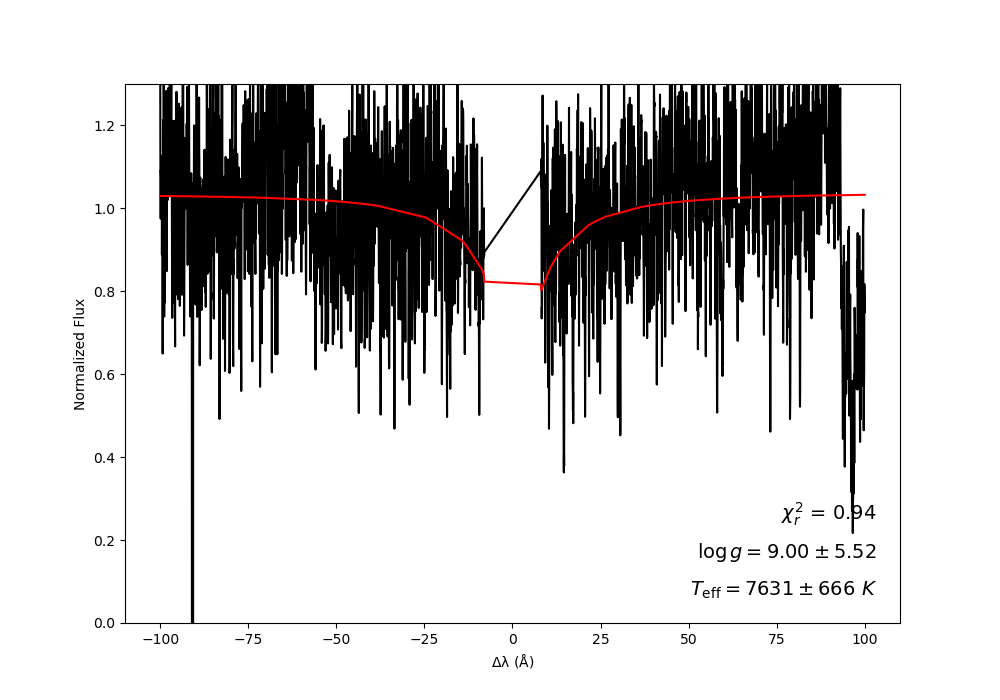 1.2
1.0
0.8
0.6
0.4
0.2
0.0
Normalized Flux
χ²ᵣ = 0.94
log g = 9.00 ± 5.52
T_eff = 7631 ± 666 K
−100 −75 −50 −25 0 25 50 75 100
Δλ (Å)